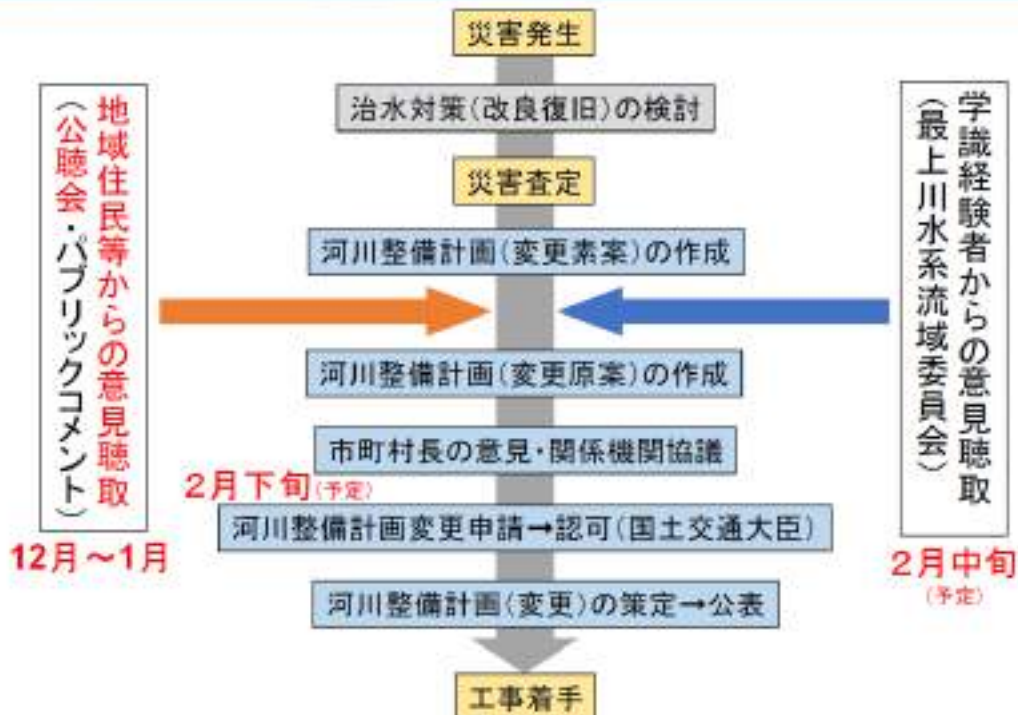 災害発生
治水対策(改良復旧)の検討
災害査定
河川整備計画(変更素案)の作成
地域住民等からの意見聴取
(公聴会・パブリックコメント)
12月～1月
学識経験者からの意見聴取
(最上川水系流域委員会)
2月中旬
(予定)
河川整備計画(変更原案)の作成
市町村長の意見・関係機関協議
2月下旬(予定)
河川整備計画変更申請→認可(国土交通大臣)
河川整備計画(変更)の策定→公表
工事着手